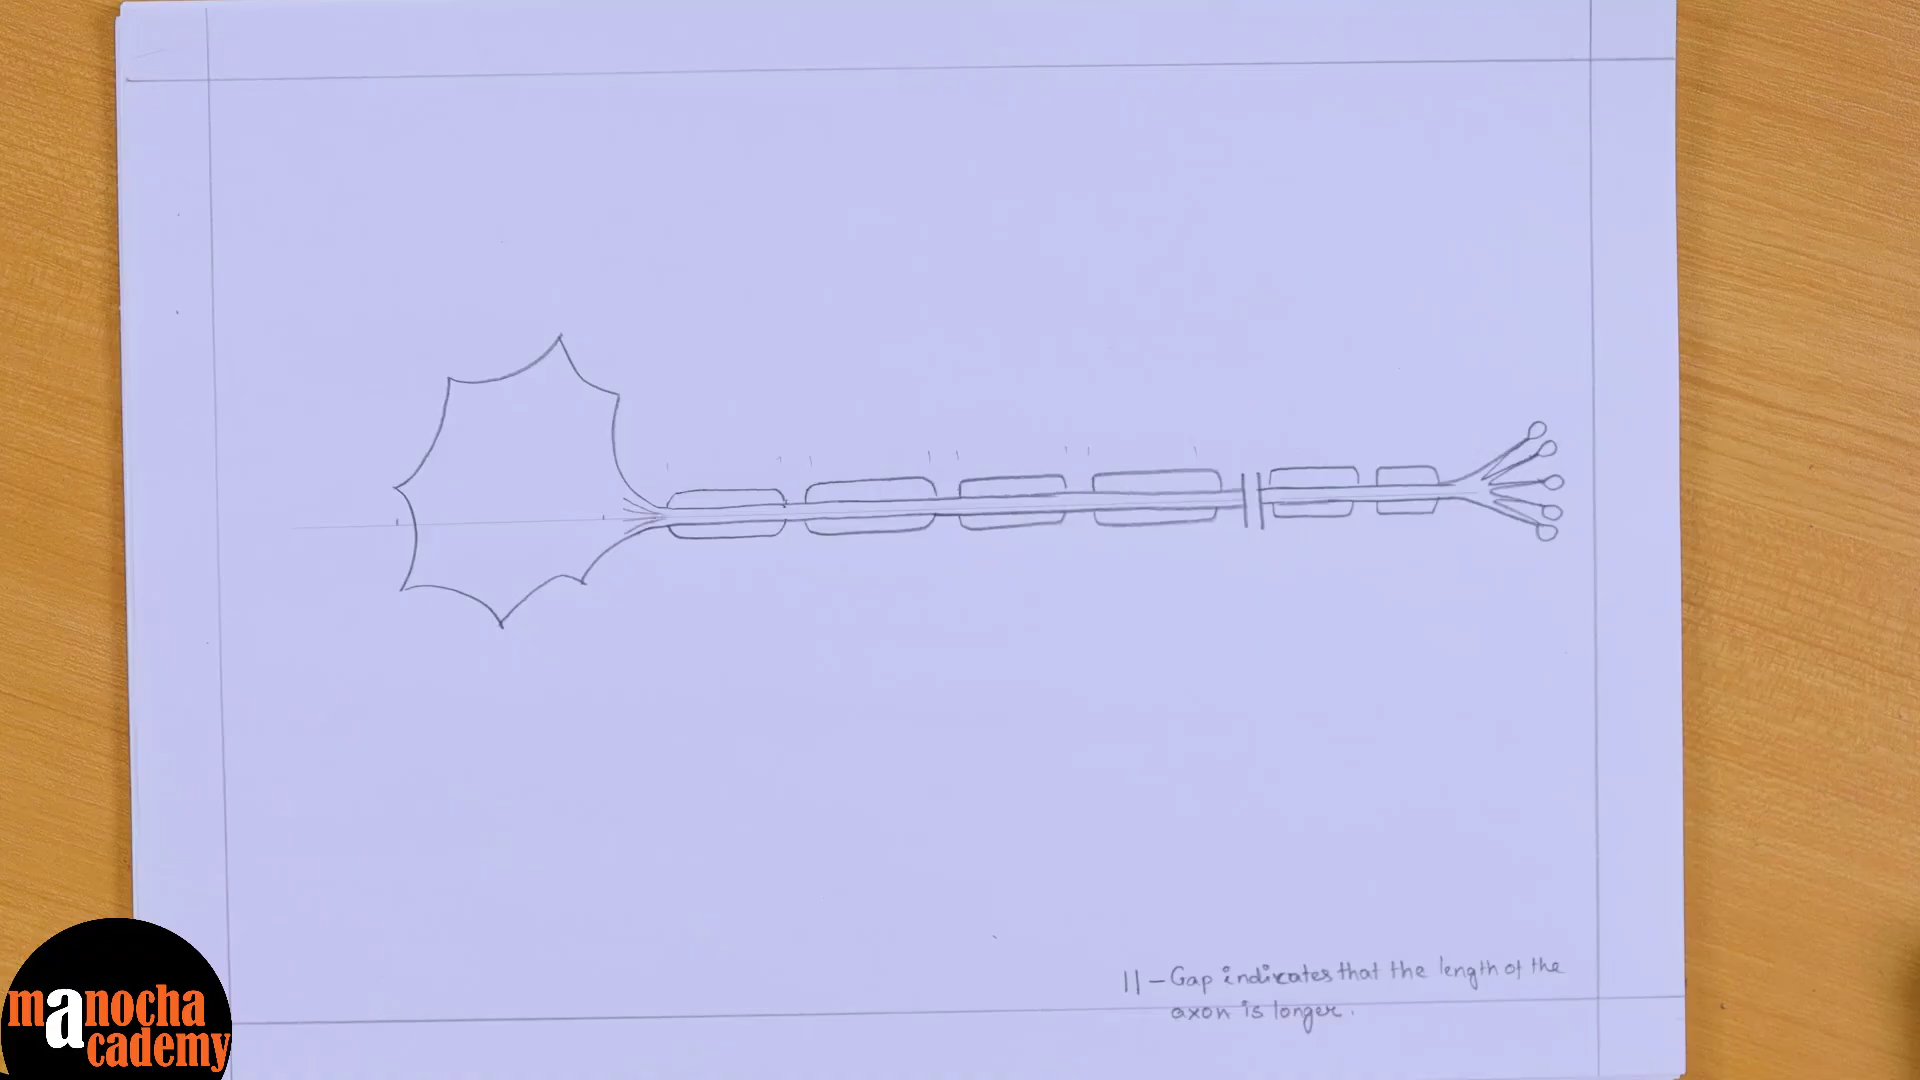 || – Gap indicates that the length of the
axon is longer.
manocha
academy